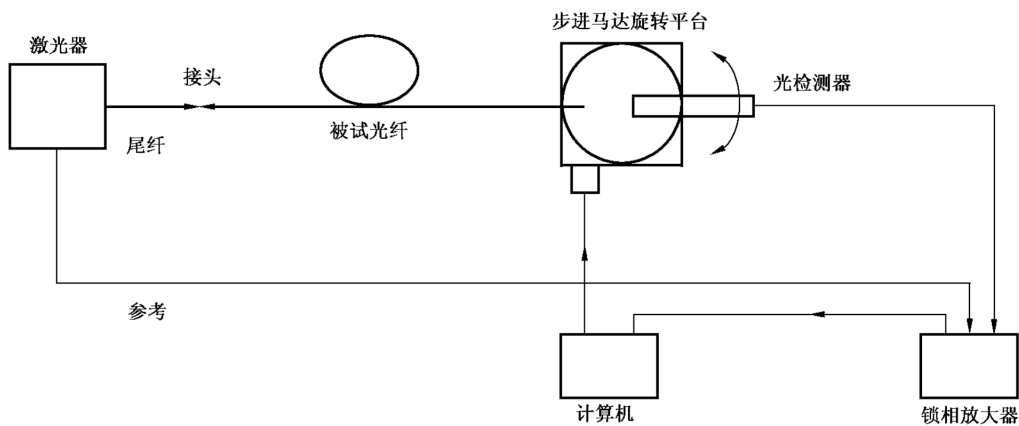 步进马达旋转平台
激光器
接头
光检测器
尾纤
被试光纤
参考
计算机
锁相放大器